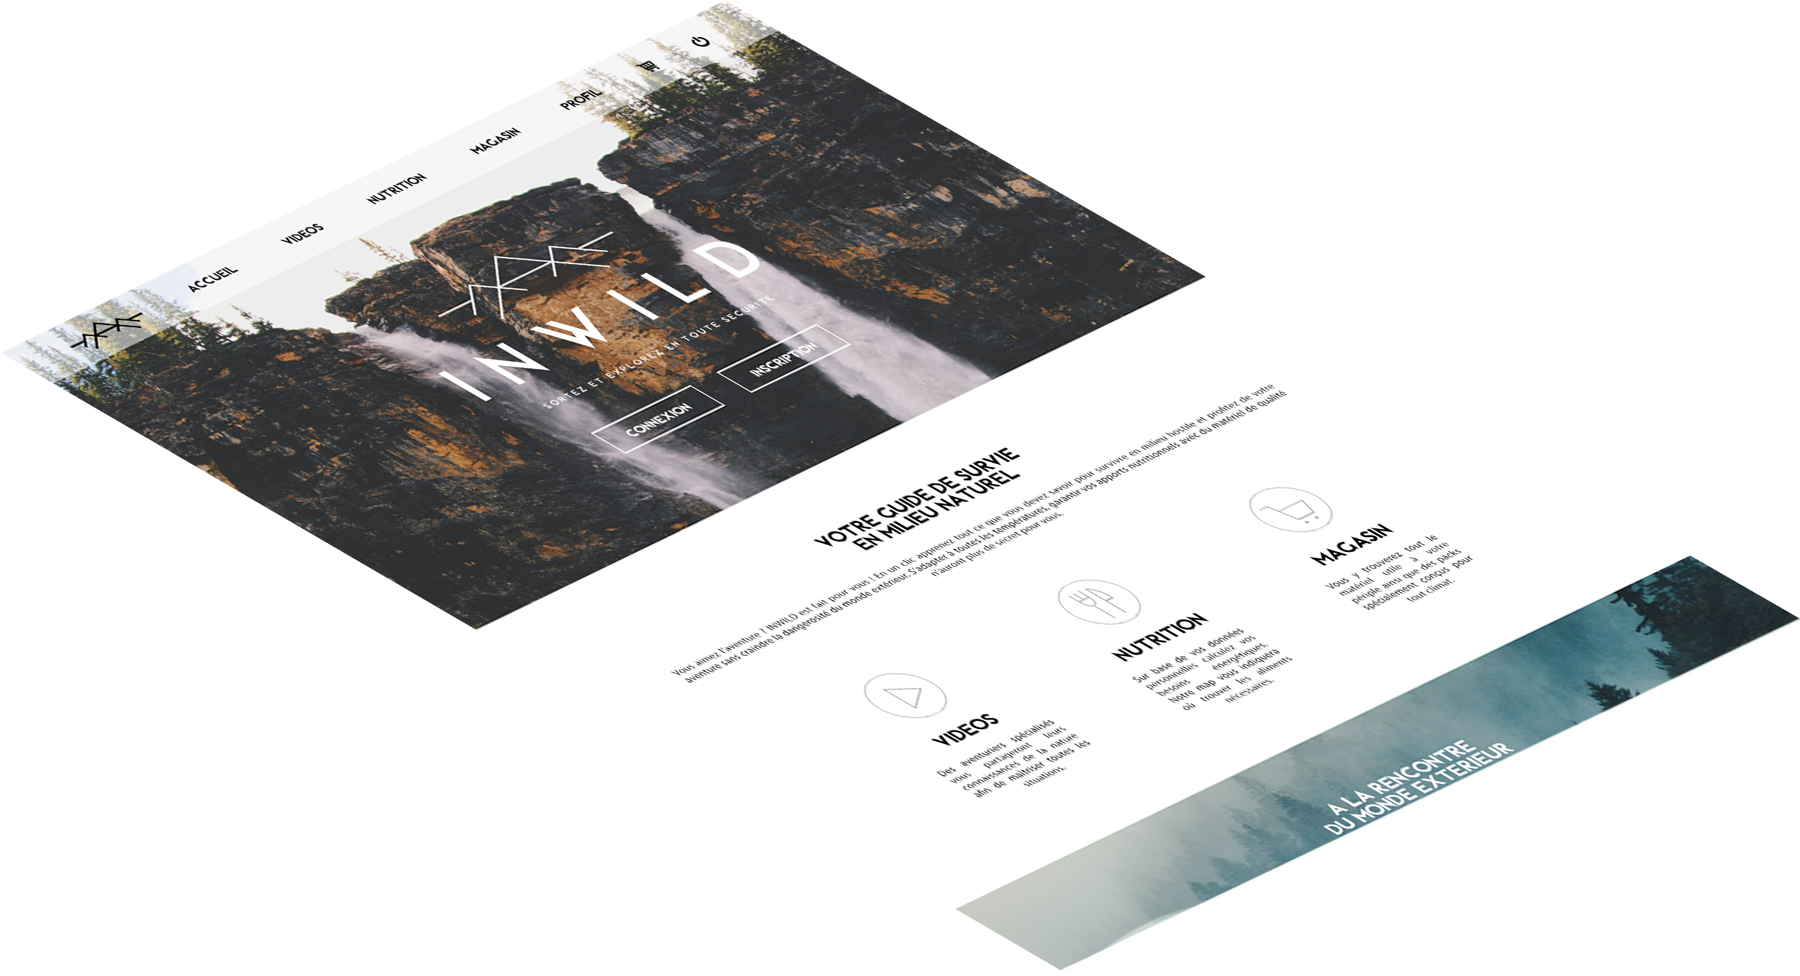 ACCUEIL
VIDEOS
NUTRITION
MAGASIN
PROFIL
INWILD
SORTEZ ET EXPLOREZ EN TOUTE SECURITE
CONNEXION
INSCRIPTION
VOTRE GUIDE DE SURVIE
EN MILIEU NATUREL
Vous aimez l'aventure ? INWILD est fait pour vous ! En un clic apprenez tout ce que vous devez savoir pour survivre en milieu hostile et profitez de votre
aventure sans craindre la dangerosité du monde extérieur. S'adapter à toutes les températures, garantir vos apports nutritionnels avec du matériel de qualité
n'auront plus de secret pour vous.
VIDEOS
Des aventuriers spécialisés
vous partageront leurs
connaissances de la nature
afin de maîtriser toutes les
situations.
NUTRITION
Sur base de vos données
personnelles calculez vos
besoins énergétiques.
Notre map vous indiquera
où trouver les aliments
nécessaires.
MAGASIN
Vous y trouverez tout le
matériel utile à votre
périple ainsi que des packs
spécialement conçus pour
tout climat.
A LA RENCONTRE
DU MONDE EXTERIEUR